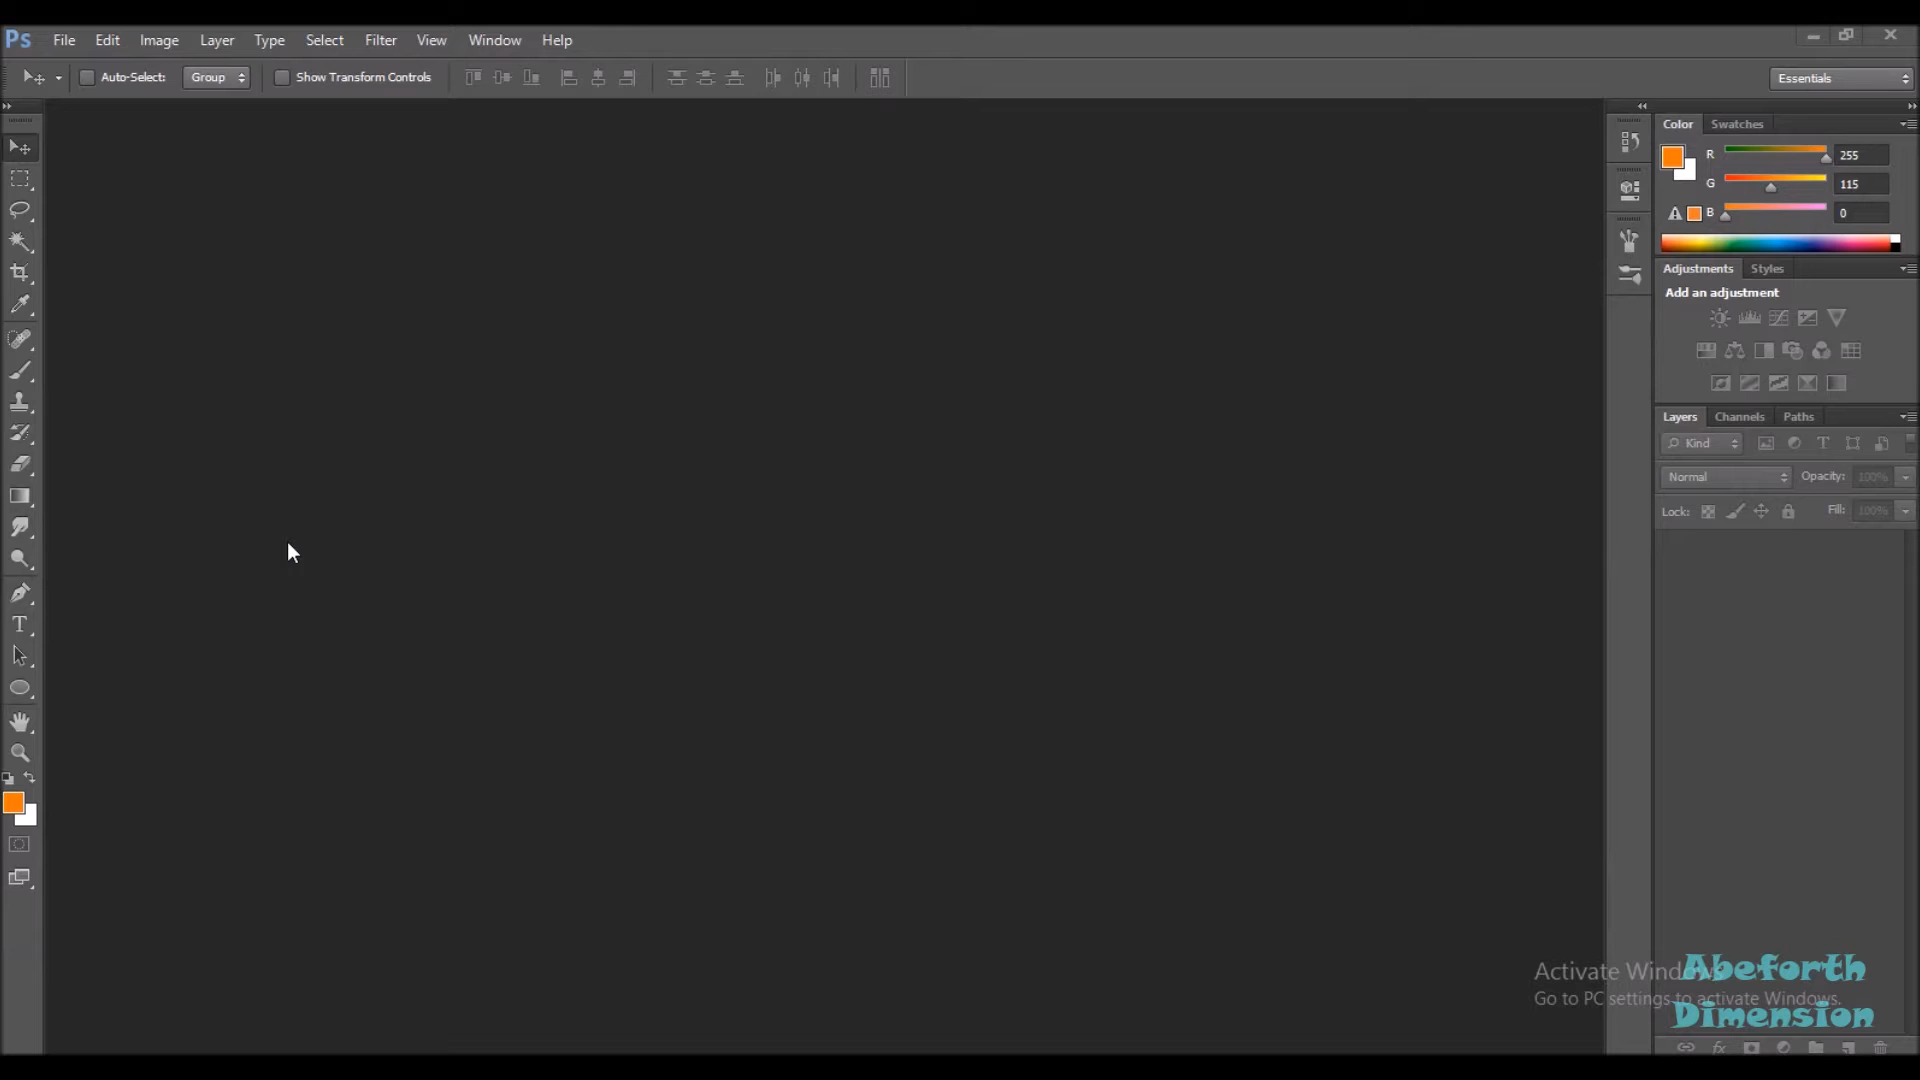 Ps File Edit Image Layer Type Select Filter View Window Help
Auto-Select: Group Show Transform Controls Essentials
Color Swatches
R 255
G 115
B 0
Adjustments Styles
Add an adjustment
Layers Channels Paths
Kind
Normal Opacity: 100%
Lock: Fill: 100%
Activate Windows
Go to PC settings to activate Windows.
Abeforth
Dimension